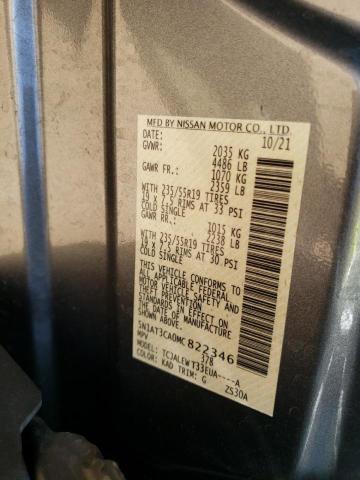 MFD BY NISSAN MOTOR CO., LTD.
DATE: 10/21
GVWR: 2035 KG
4486 LB
GAWR FR.: 1070 KG
2359 LB
WITH 235/55R19 TIRES
19 x 7.5 RIMS AT 33 PSI
COLD SINGLE
GAWR RR.: 1015 KG
2238 LB
WITH 235/55R19 TIRES
19 x 7.5 RIMS AT 30 PSI
COLD SINGLE
THIS VEHICLE CONFORMS TO
ALL APPLICABLE FEDERAL
MOTOR VEHICLE SAFETY AND
THEFT PREVENTION
STANDARDS IN EFFECT ON
THE DATE OF MANUFACTURE
SHOWN ABOVE.
5N1AT3CA0MC822346
MPV 378
MODEL: TCJALEWT33EUA----A
COLOR: KAD TRIM: G ZS30A